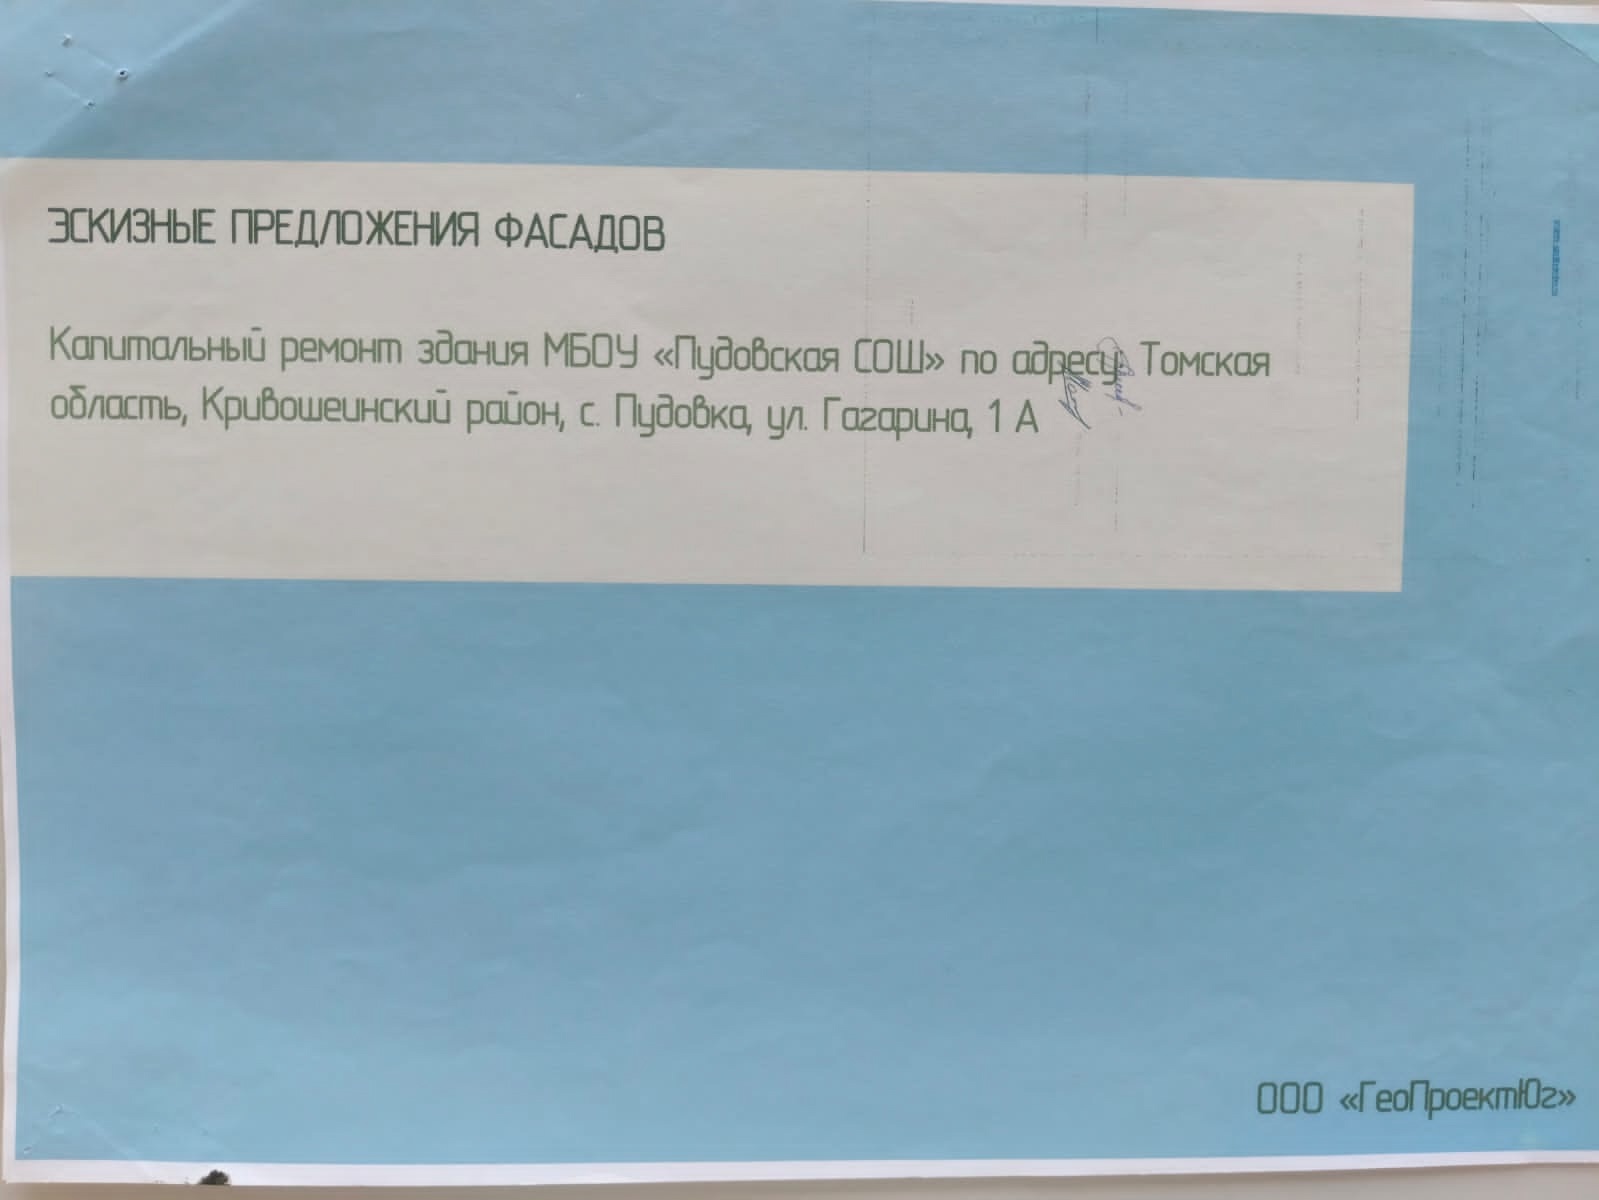 ЭСКИЗНЫЕ ПРЕДЛОЖЕНИЯ ФАСАДОВ
Капитальный ремонт здания МБОУ «Пудовская СОШ» по адресу: Томская
область, Кривошеинский район, с. Пудовка, ул. Гагарина, 1 А
ООО «ГеоПроектЮг»